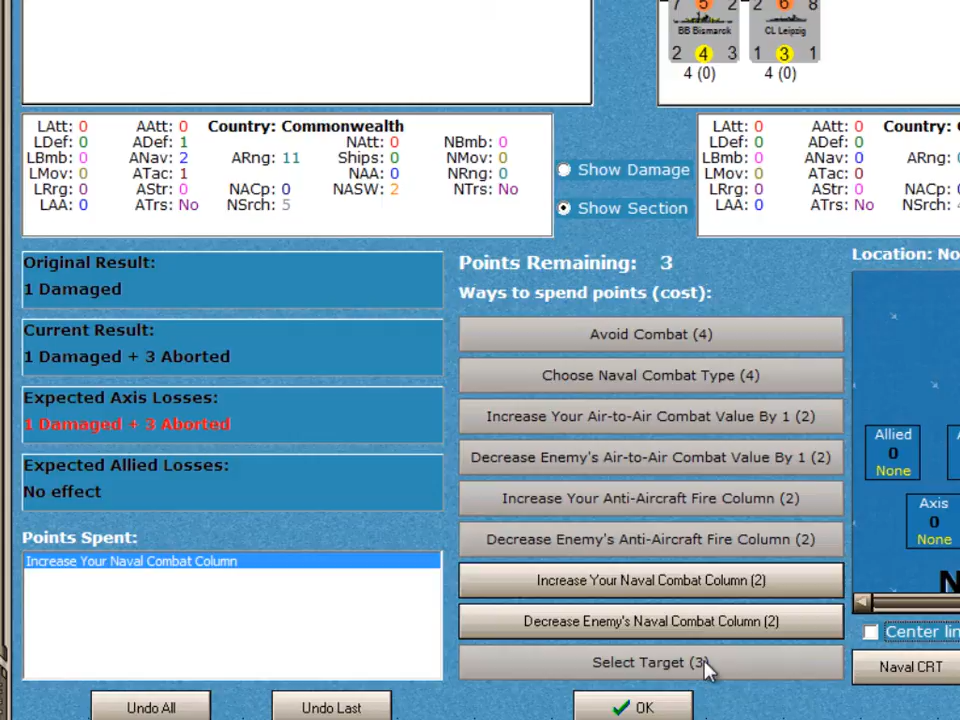 7 5 2 2 6 8
BB Bismarck CL Leipzig
2 4 3 1 3 1
4 (0) 4 (0)
LAtt: 0 AAtt: 0 Country: Commonwealth NAtt: 0 NBmb: 0
LDef: 0 ADef: 1 Ships: 0 NMov: 0
LBmb: 0 ANav: 2 ARng: 11 NAA: 0 NRng: 0
LMov: 0 ATac: 1 NASW: 2 NTrs: No
LRrg: 0 AStr: 0 NACp: 0
LAA: 0 ATrs: No NSrch: 5
Show Damage
Show Section
LAtt: 0 AAtt: 0 Country:
LDef: 0 ADef: 0
LBmb: 0 ANav: 0 ARng:
LMov: 0 ATac: 0
LRrg: 0 AStr: 0 NACp:
LAA: 0 ATrs: No NSrch:
Original Result:
1 Damaged
Current Result:
1 Damaged + 3 Aborted
Expected Axis Losses:
1 Damaged + 3 Aborted
Expected Allied Losses:
No effect
Points Spent:
Increase Your Naval Combat Column
Undo All
Undo Last
Points Remaining: 3
Ways to spend points (cost):
Avoid Combat (4)
Choose Naval Combat Type (4)
Increase Your Air-to-Air Combat Value By 1 (2)
Decrease Enemy's Air-to-Air Combat Value By 1 (2)
Increase Your Anti-Aircraft Fire Column (2)
Decrease Enemy's Anti-Aircraft Fire Column (2)
Increase Your Naval Combat Column (2)
Decrease Enemy's Naval Combat Column (2)
Select Target (3)
OK
Location: No
Allied
0
None
Axis
0
None
N
Center lin
Naval CRT